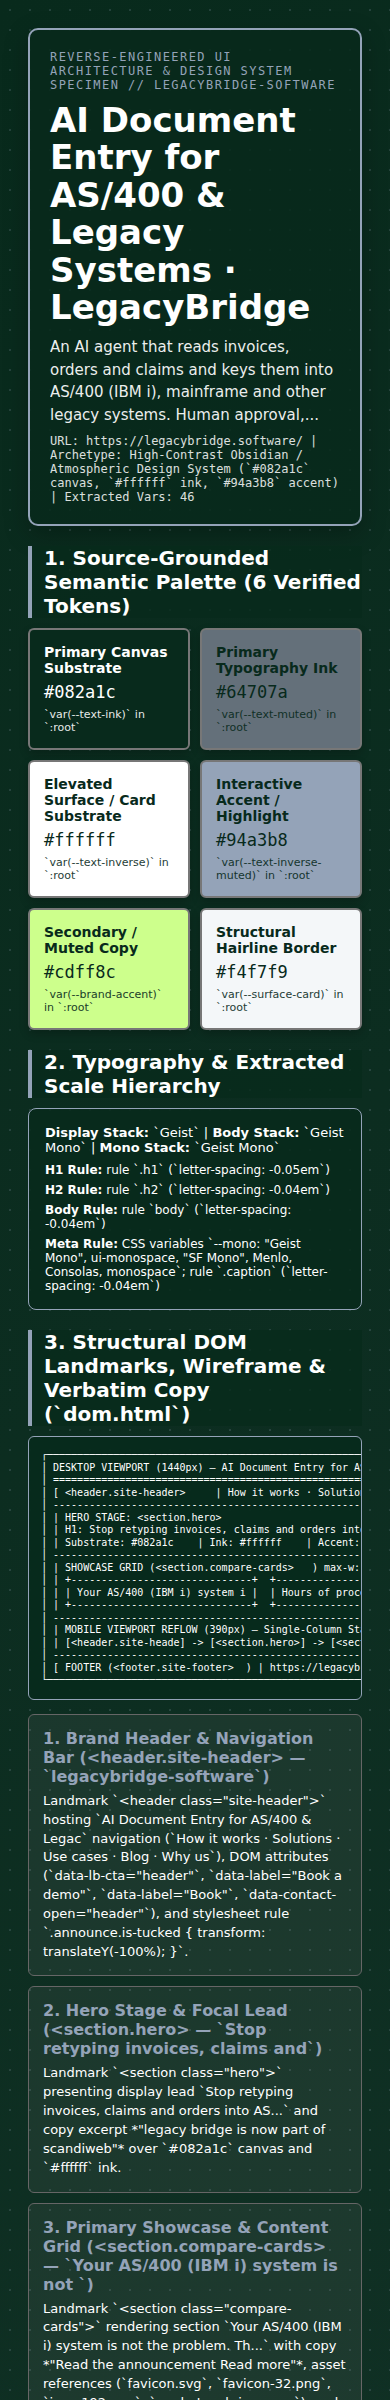 REVERSE-ENGINEERED UI
ARCHITECTURE & DESIGN SYSTEM
SPECIMEN // LEGACYBRIDGE-SOFTWARE
AI Document
Entry for
AS/400 &
Legacy
Systems ·
LegacyBridge
An AI agent that reads invoices,
orders and claims and keys them into
AS/400 (IBM i), mainframe and other
legacy systems. Human approval,...
URL: https://legacybridge.software/ |
Archetype: High-Contrast Obsidian /
Atmospheric Design System (`#082a1c`
canvas, `#ffffff` ink, `#94a3b8` accent)
| Extracted Vars: 46
1. Source-Grounded
Semantic Palette (6 Verified
Tokens)
Primary Canvas
Substrate
#082a1c
`var(--text-ink)` in
`:root`
Primary
Typography Ink
#64707a
`var(--text-muted)` in
`:root`
Elevated
Surface / Card
Substrate
#ffffff
`var(--text-inverse)` in
`:root`
Interactive
Accent /
Highlight
#94a3b8
`var(--text-inverse-
muted)` in `:root`
Secondary /
Muted Copy
#cdff8c
`var(--brand-accent)`
in `:root`
Structural
Hairline Border
#f4f7f9
`var(--surface-card)` in
`:root`
2. Typography & Extracted
Scale Hierarchy
Display Stack: `Geist` | Body Stack: `Geist
Mono` | Mono Stack: `Geist Mono`
H1 Rule: rule `.h1` (`letter-spacing: -0.05em`)
H2 Rule: rule `.h2` (`letter-spacing: -0.04em`)
Body Rule: rule `body` (`letter-spacing:
-0.04em`)
Meta Rule: CSS variables `--mono: "Geist
Mono", ui-monospace, "SF Mono", Menlo,
Consolas, monospace`; rule `.caption` (`letter-
spacing: -0.04em`)
3. Structural DOM
Landmarks, Wireframe &
Verbatim Copy
(`dom.html`)
DESKTOP VIEWPORT (1440px) — AI Document Entry for A
[ <header.site-header> | How it works · Solutio
| HERO STAGE: <section.hero>
| H1: Stop retyping invoices, claims and orders int
| Substrate: #082a1c | Ink: #ffffff | Accent:
| SHOWCASE GRID (<section.compare-cards> ) max-w:
| | Your AS/400 (IBM i) system i | | Hours of proc
| MOBILE VIEWPORT REFLOW (390px) — Single-Column St
| [<header.site-heade] -> [<section.hero>] -> [<sec
[ FOOTER (<footer.site-footer> ) | https://legacyb
1. Brand Header & Navigation
Bar (<header.site-header> —
`legacybridge-software`)
Landmark `<header class="site-header">`
hosting `AI Document Entry for AS/400 &
Legac` navigation (`How it works · Solutions ·
Use cases · Blog · Why us`), DOM attributes
(`data-lb-cta="header"`, `data-label="Book a
demo"`, `data-label="Book"`, `data-contact-
open="header"`), and stylesheet rule
`.announce.is-tucked { transform:
translateY(-100%); }`.
2. Hero Stage & Focal Lead
(<section.hero> — `Stop
retyping invoices, claims and`)
Landmark `<section class="hero">`
presenting display lead `Stop retyping
invoices, claims and orders into AS...` and
copy excerpt *"legacy bridge is now part of
scandiweb"* over `#082a1c` canvas and
`#ffffff` ink.
3. Primary Showcase & Content
Grid (<section.compare-cards>
— `Your AS/400 (IBM i) system is
not `)
Landmark `<section class="compare-
cards">` rendering section `Your AS/400 (IBM
i) system is not the problem. Th...` with copy
*"Read the announcement Read more"*, asset
references (`favicon.svg`, `favicon-32.png`,